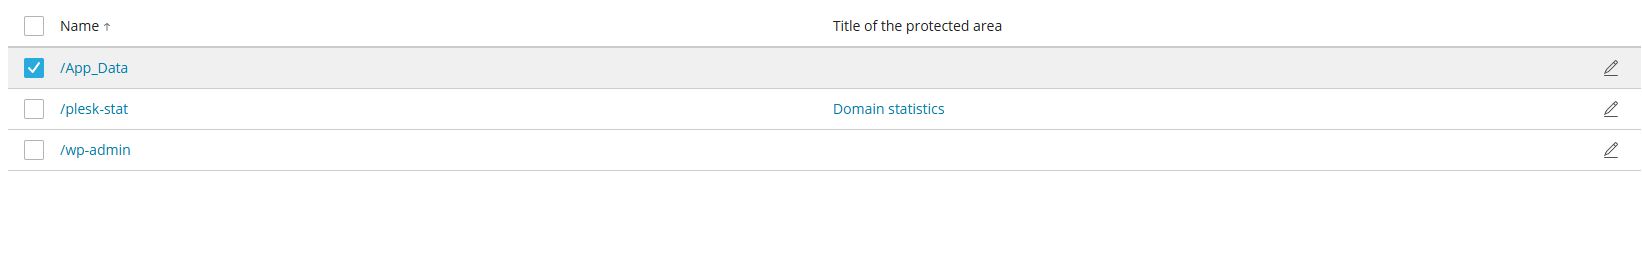 Name ↑ Title of the protected area
/App_Data
/plesk-stat Domain statistics
/wp-admin